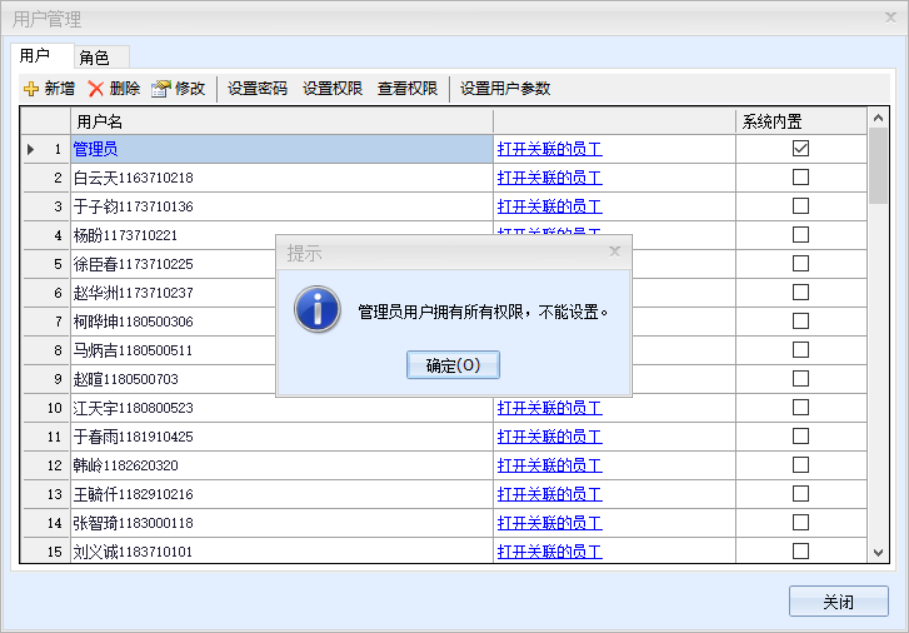 用户管理
用户 角色
新增 删除 修改 设置密码 设置权限 查看权限 设置用户参数
用户名 系统内置
1 管理员 打开关联的员工
2 白云天1163710218 打开关联的员工
3 于子钧1173710136 打开关联的员工
4 杨盼1173710221 打开关联的员工
5 徐臣春1173710225
6 赵华洲1173710237
7 柯晔坤1180500306
8 马炳吉1180500511
9 赵暄1180500703
10 江天宇1180800523 打开关联的员工
11 于春雨1181910425 打开关联的员工
12 韩岭1182620320 打开关联的员工
13 王毓仟1182910216 打开关联的员工
14 张智琦1183000118 打开关联的员工
15 刘义诚1183710101 打开关联的员工
提示
管理员用户拥有所有权限，不能设置。
确定(O)
关闭